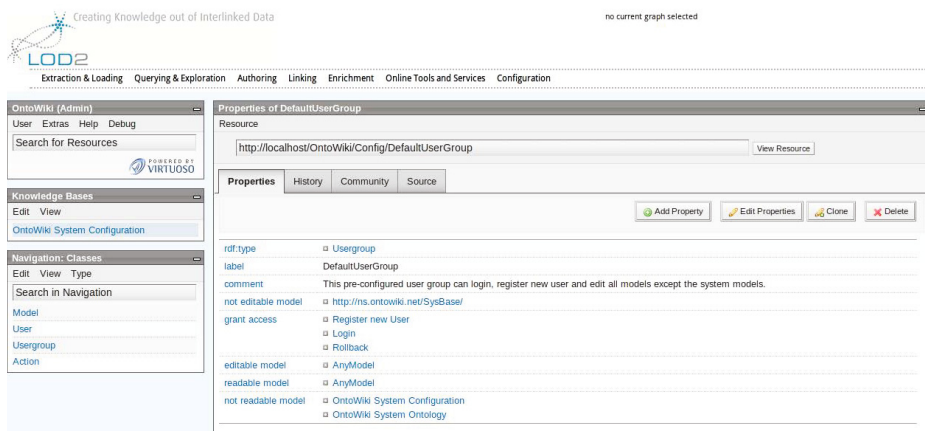 Creating Knowledge out of Interlinked Data
no current graph selected
LOD2
Extraction & Loading Querying & Exploration Authoring Linking Enrichment Online Tools and Services Configuration
OntoWiki (Admin)
User Extras Help Debug
Search for Resources
POWERED BY
VIRTUOSO
Knowledge Bases
Edit View
OntoWiki System Configuration
Navigation: Classes
Edit View Type
Search in Navigation
Model
User
Usergroup
Action
Properties of DefaultUserGroup
Resource
http://localhost/OntoWiki/Config/DefaultUserGroup View Resource
Properties History Community Source
Add Property Edit Properties Clone Delete
rdf:type Usergroup
label DefaultUserGroup
comment This pre-configured user group can login, register new user and edit all models except the system models.
not editable model http://ns.ontowiki.net/SysBase/
grant access Register new User
Login
Rollback
editable model AnyModel
readable model AnyModel
not readable model OntoWiki System Configuration
OntoWiki System Ontology